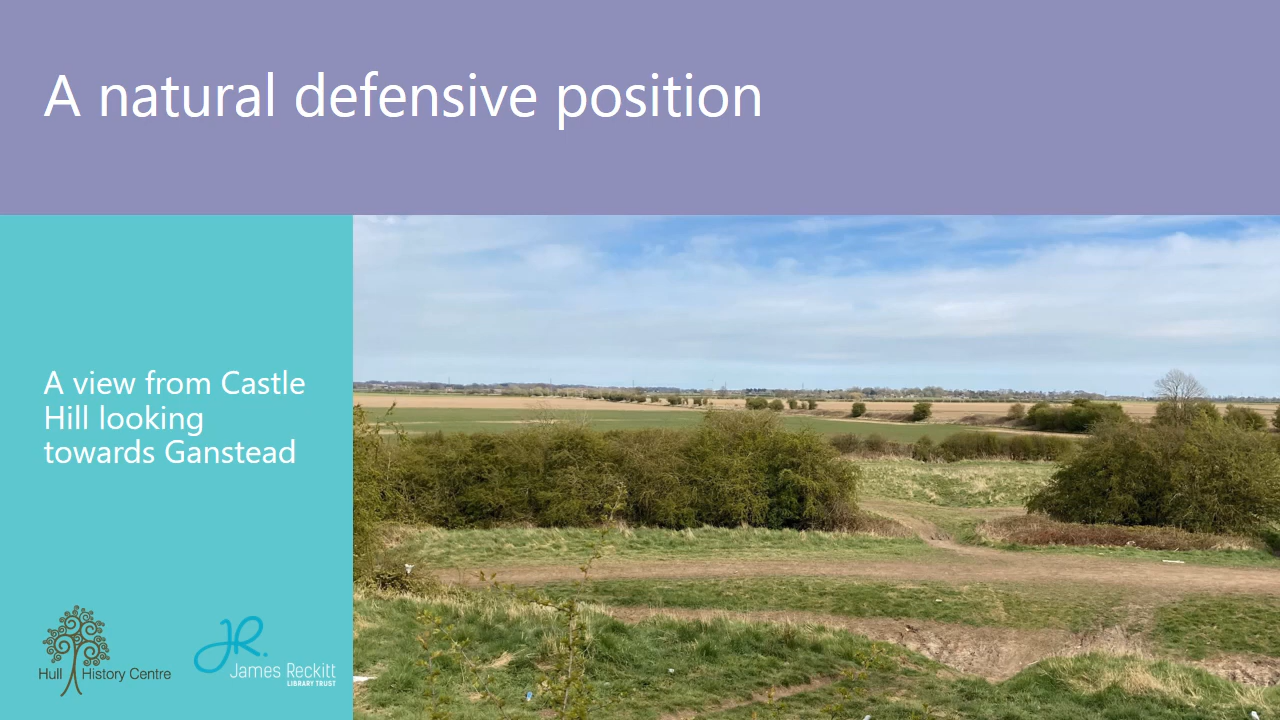 A natural defensive position
A view from Castle
Hill looking
towards Ganstead
Hull History Centre
JR.
James Reckitt
LIBRARY TRUST